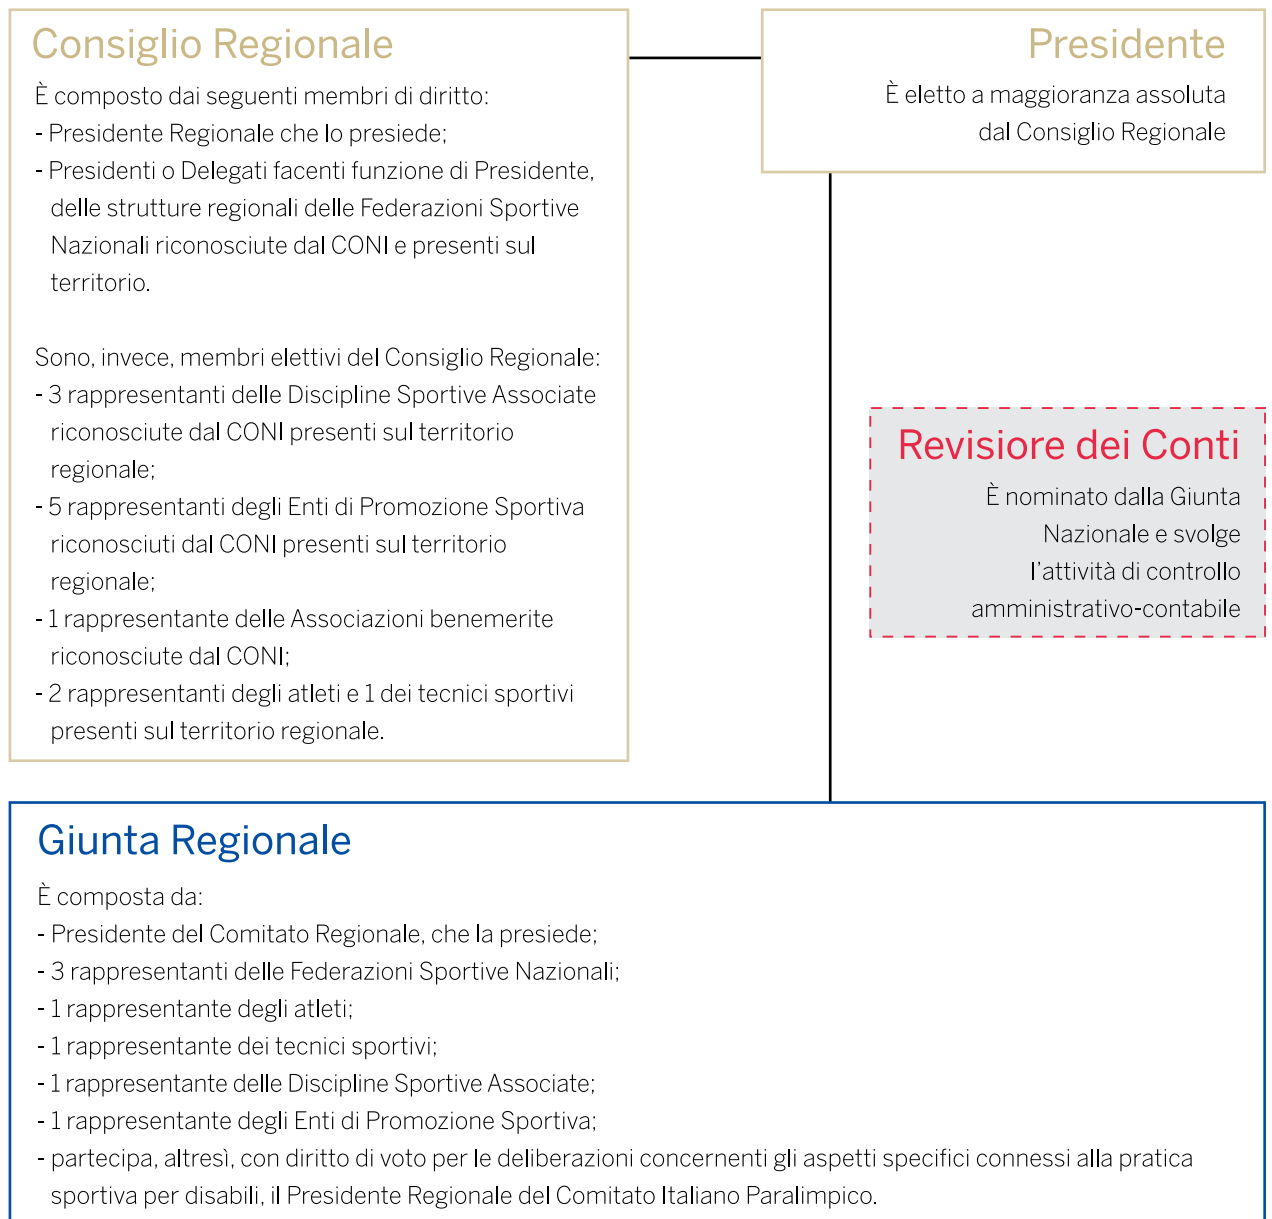 Consiglio Regionale
È composto dai seguenti membri di diritto:
- Presidente Regionale che lo presiede;
- Presidenti o Delegati facenti funzione di Presidente,
delle strutture regionali delle Federazioni Sportive
Nazionali riconosciute dal CONI e presenti sul
territorio.
Sono, invece, membri elettivi del Consiglio Regionale:
- 3 rappresentanti delle Discipline Sportive Associate
riconosciute dal CONI presenti sul territorio
regionale;
- 5 rappresentanti degli Enti di Promozione Sportiva
riconosciuti dal CONI presenti sul territorio
regionale;
- 1 rappresentante delle Associazioni benemerite
riconosciute dal CONI;
- 2 rappresentanti degli atleti e 1 dei tecnici sportivi
presenti sul territorio regionale.
Presidente
È eletto a maggioranza assoluta
dal Consiglio Regionale
Revisiore dei Conti
È nominato dalla Giunta
Nazionale e svolge
l'attività di controllo
amministrativo-contabile
Giunta Regionale
È composta da:
- Presidente del Comitato Regionale, che la presiede;
- 3 rappresentanti delle Federazioni Sportive Nazionali;
- 1 rappresentante degli atleti;
- 1 rappresentante dei tecnici sportivi;
- 1 rappresentante delle Discipline Sportive Associate;
- 1 rappresentante degli Enti di Promozione Sportiva;
- partecipa, altresì, con diritto di voto per le deliberazioni concernenti gli aspetti specifici connessi alla pratica
sportiva per disabili, il Presidente Regionale del Comitato Italiano Paralimpico.